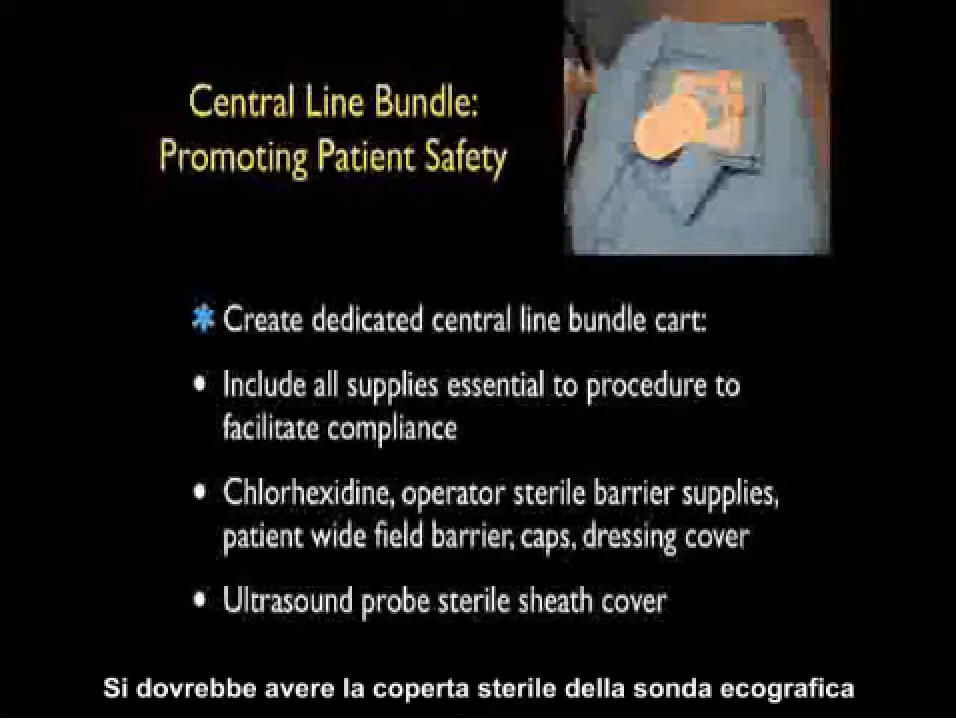 Central Line Bundle:
Promoting Patient Safety
* Create dedicated central line bundle cart:
• Include all supplies essential to procedure to
facilitate compliance
• Chlorhexidine, operator sterile barrier supplies,
patient wide field barrier, caps, dressing cover
• Ultrasound probe sterile sheath cover
Si dovrebbe avere la coperta sterile della sonda ecografica